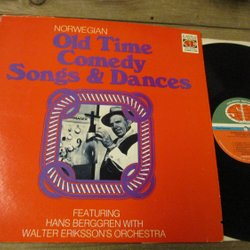 NORWEGIAN
Old Time
Comedy
Songs & Dances
FEATURING
HANS BERGGREN WITH
WALTER ERIKSSON'S ORCHESTRA